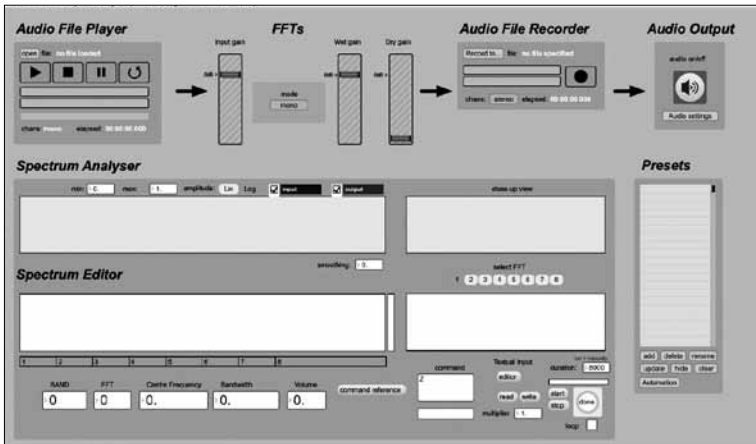 Audio File Player
FFTs
Audio File Recorder
Audio Output
Input gain
Wet gain
Dry gain
open file: no file loaded
Record to... file: no file specified
audio on/off
mode
mono
chans: mono elapsed: 00:00:00.000
chans: stereo elapsed: 00:00:00.000
Audio settings
Spectrum Analyser
Presets
min: 0. max: 1. amplitude: Lin Log input output
close up view
smoothing: 0.
select FFT
1 2 3 4 5 6 7 8
Spectrum Editor
1 2 3 4 5 6 7 8
command
Textual Input
duration: 8000
2
editor
read write
start
stop
done
multiplier 1.
loop
BAND FFT Centre Frequency Bandwidth Volume
0 0 0. 0. 0.
command reference
add delete rename
update hide clear
Automation